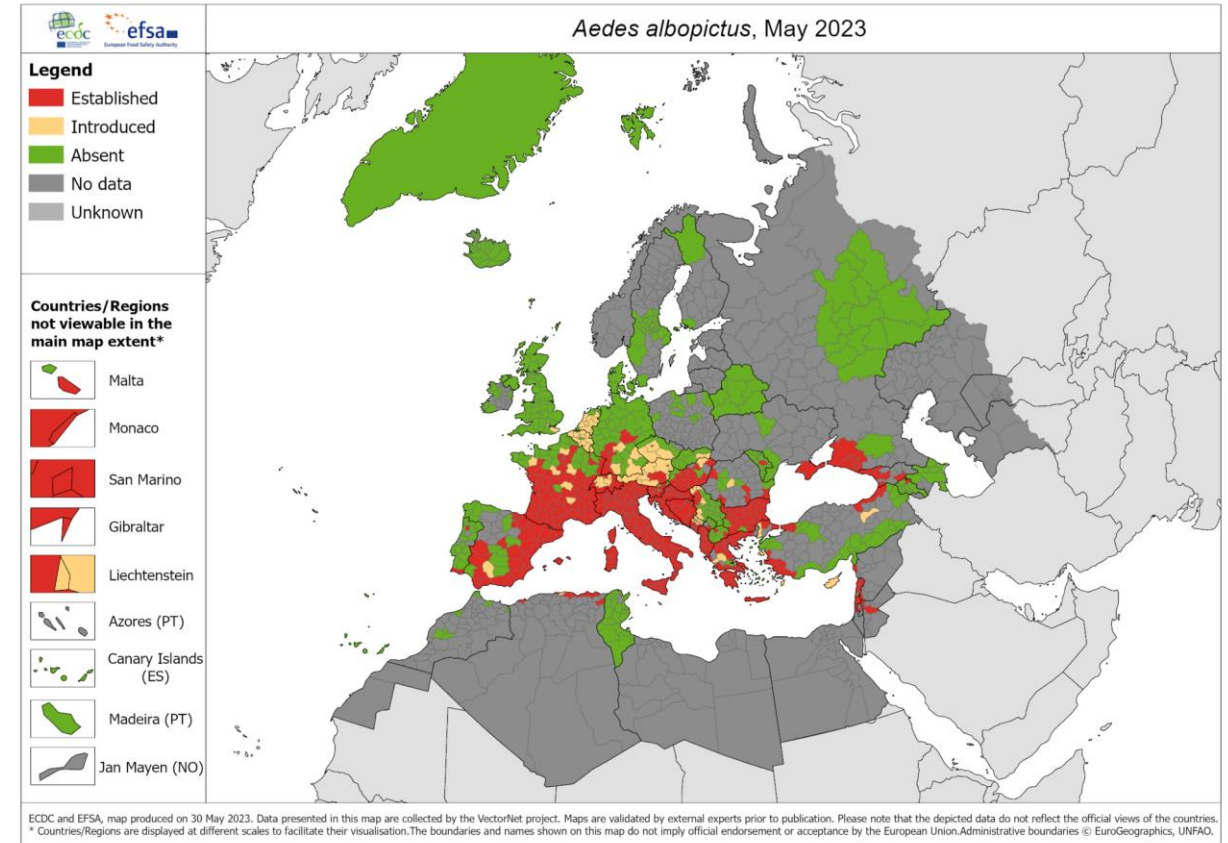 ecdc
efsa
European Food Safety Authority
Aedes albopictus, May 2023
Legend
Established
Introduced
Absent
No data
Unknown
Countries/Regions
not viewable in the
main map extent*
Malta
Monaco
San Marino
Gibraltar
Liechtenstein
Azores (PT)
Canary Islands
(ES)
Madeira (PT)
Jan Mayen (NO)
ECDC and EFSA, map produced on 30 May 2023. Data presented in this map are collected by the VectorNet project. Maps are validated by external experts prior to publication. Please note that the depicted data do not reflect the official views of the countries.
* Countries/Regions are displayed at different scales to facilitate their visualisation.The boundaries and names shown on this map do not imply official endorsement or acceptance by the European Union.Administrative boundaries © EuroGeographics, UNFAO.